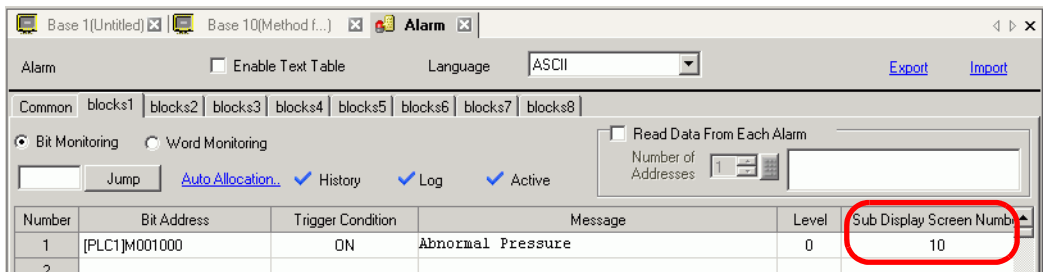 Base 1(Untitled) Base 10(Method f...) Alarm
Alarm Enable Text Table Language ASCII Export Import
Common blocks1 blocks2 blocks3 blocks4 blocks5 blocks6 blocks7 blocks8
Bit Monitoring Word Monitoring Read Data From Each Alarm
Number of Addresses 1
Jump Auto Allocation.. History Log Active
Number Bit Address Trigger Condition Message Level Sub Display Screen Numbe
1 [PLC1]M001000 ON Abnormal Pressure 0 10
2